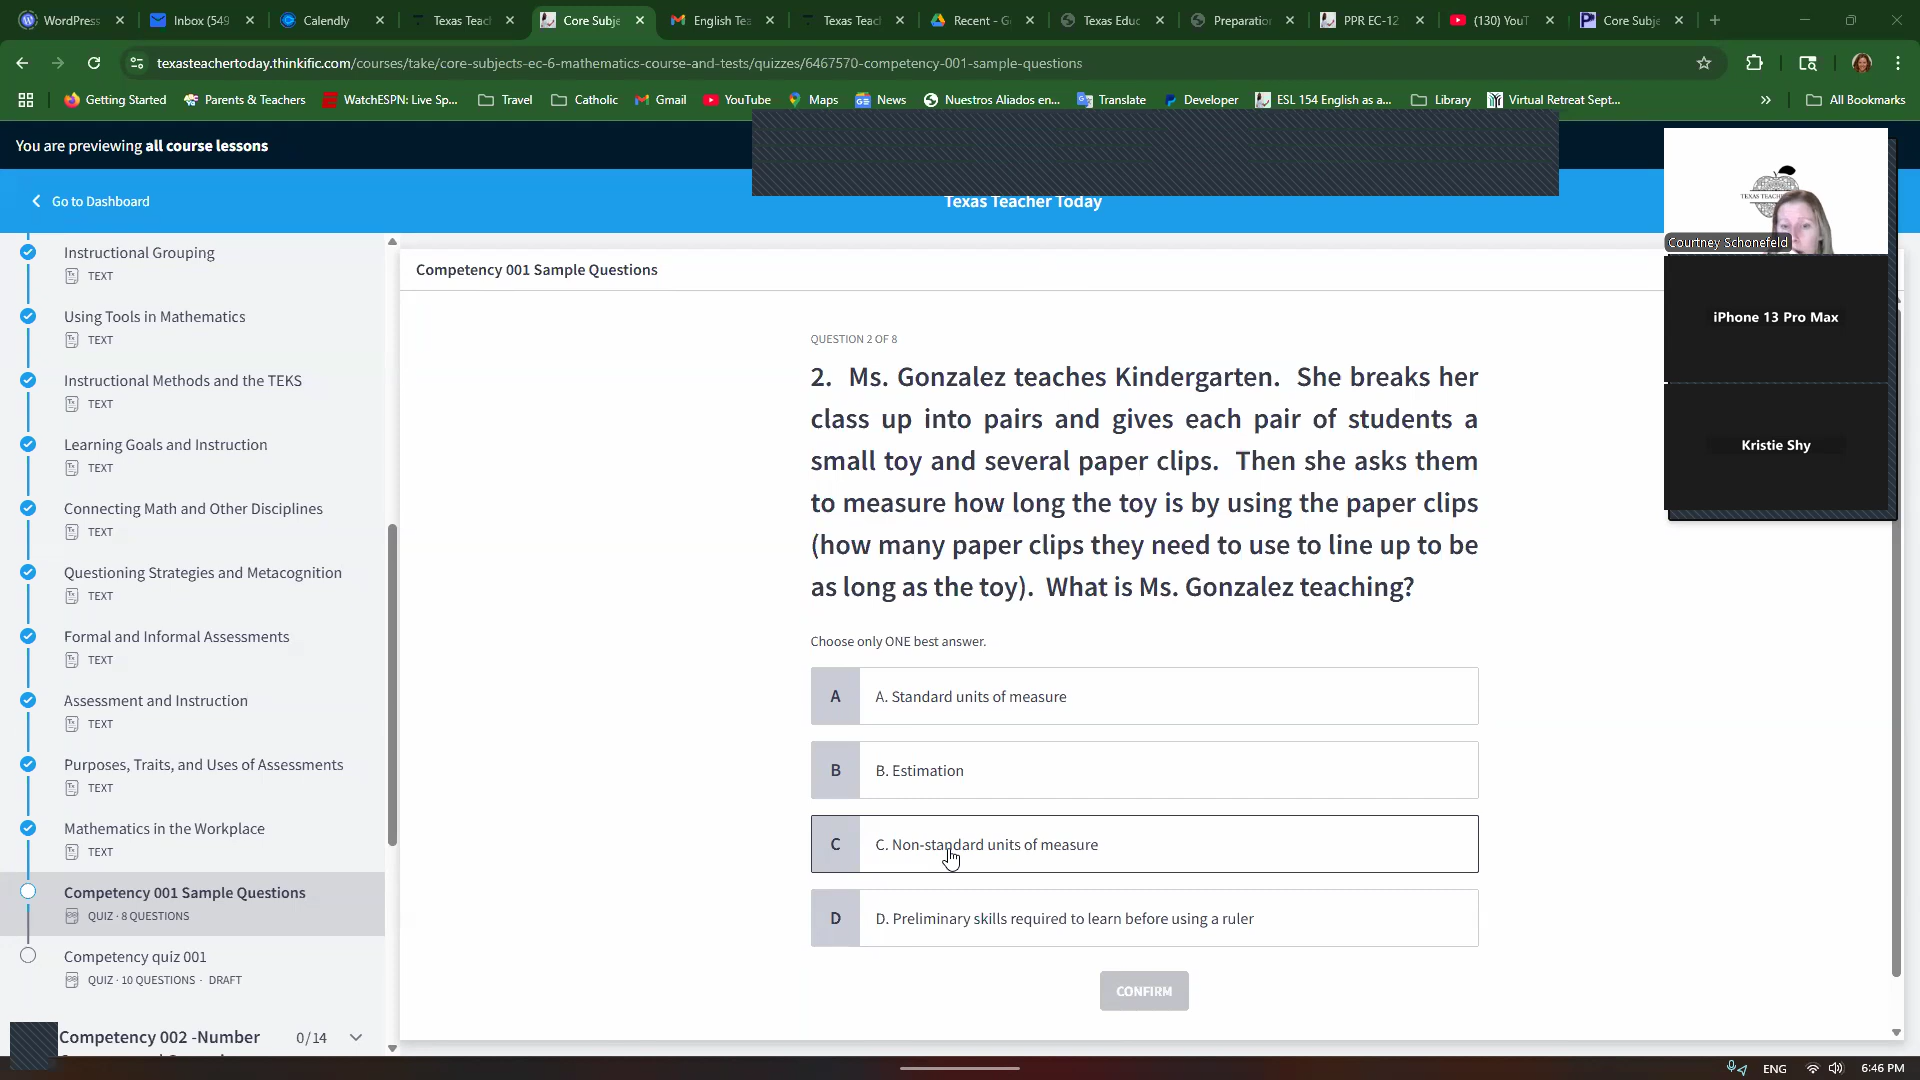 WordPress
Inbox (549
Calendly
Texas Teach
Core Subje
English Tea
Texas Teach
Recent - G
Texas Educ
Preparation
PPR EC-12
(130) YouT
Core Subj
texasteachertoday.thinkific.com/courses/take/core-subjects-ec-6-mathematics-course-and-tests/quizzes/6467570-competency-001-sample-questions
Getting Started
Parents & Teachers
WatchESPN: Live Sp...
Travel
Catholic
Gmail
YouTube
Maps
News
Nuestros Aliados en...
Translate
Developer
ESL 154 English as a...
Library
Virtual Retreat Sept...
All Bookmarks
You are previewing all course lessons
Go to Dashboard
Texas Teacher Today
Instructional Grouping
TEXT
Using Tools in Mathematics
TEXT
Instructional Methods and the TEKS
TEXT
Learning Goals and Instruction
TEXT
Connecting Math and Other Disciplines
TEXT
Questioning Strategies and Metacognition
TEXT
Formal and Informal Assessments
TEXT
Assessment and Instruction
TEXT
Purposes, Traits, and Uses of Assessments
TEXT
Mathematics in the Workplace
TEXT
Competency 001 Sample Questions
QUIZ · 8 QUESTIONS
Competency quiz 001
QUIZ · 10 QUESTIONS · DRAFT
Competency 002 -Number
0/14
Competency 001 Sample Questions
QUESTION 2 OF 8
2. Ms. Gonzalez teaches Kindergarten. She breaks her
class up into pairs and gives each pair of students a
small toy and several paper clips. Then she asks them
to measure how long the toy is by using the paper clips
(how many paper clips they need to use to line up to be
as long as the toy). What is Ms. Gonzalez teaching?
Choose only ONE best answer.
A A. Standard units of measure
B B. Estimation
C C. Non-standard units of measure
D D. Preliminary skills required to learn before using a ruler
CONFIRM
Courtney Schonefeld
iPhone 13 Pro Max
Kristie Shy
ENG
6:46 PM